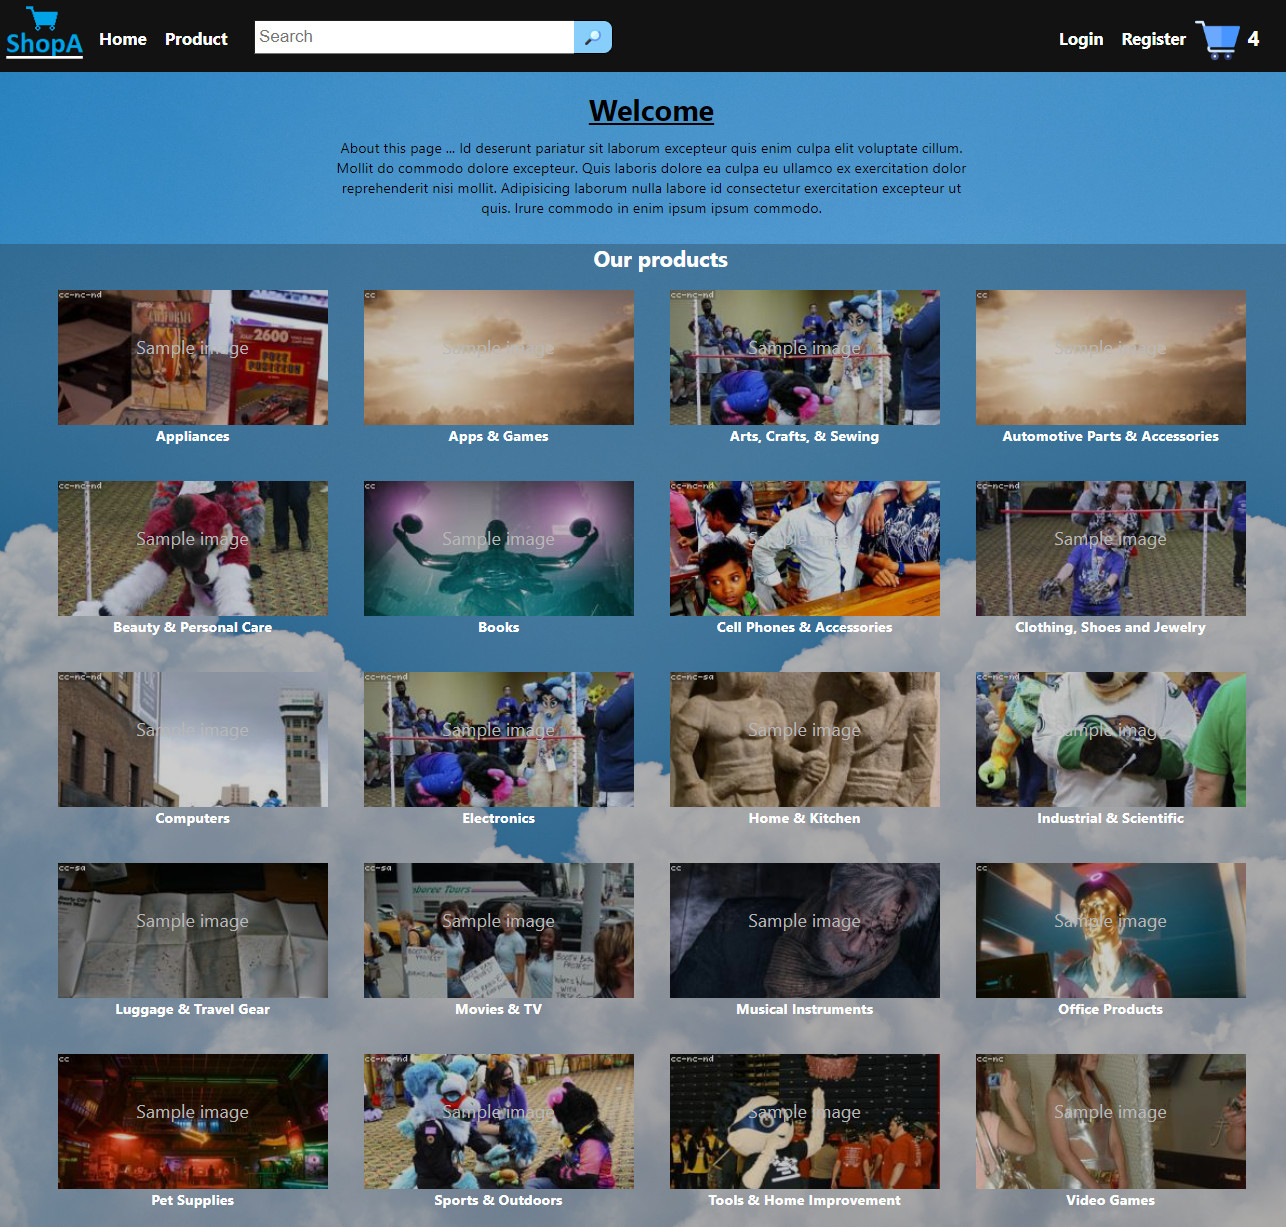 ShopA
Home
Product
Search
Login
Register
4
Welcome
About this page ... Id deserunt pariatur sit laborum excepteur quis enim culpa elit voluptate cillum.
Mollit do commodo dolore excepteur. Quis laboris dolore ea culpa eu ullamco ex exercitation dolor
reprehenderit nisi mollit. Adipisicing laborum nulla labore id consectetur exercitation excepteur ut
quis. Irure commodo in enim ipsum ipsum commodo.
Our products
cc-nc-nd
2600
Sample image
Appliances
cc
Sample image
Apps & Games
cc-nc-nd
Sample image
Arts, Crafts, & Sewing
cc
Sample image
Automotive Parts & Accessories
cc-nc-nd
Sample image
Beauty & Personal Care
cc
Sample image
Books
cc-nc-nd
Sample image
Cell Phones & Accessories
cc-nc-nd
Sample image
Clothing, Shoes and Jewelry
cc-nc-nd
Sample image
Computers
cc-nc-nd
Sample image
Electronics
cc-nc-sa
Sample image
Home & Kitchen
cc-nc-nd
Sample image
Industrial & Scientific
cc-sa
Sample image
Luggage & Travel Gear
cc-sa
Tours
Sample image
Movies & TV
cc
Sample image
Musical Instruments
cc
Sample image
Office Products
cc
Sample image
Pet Supplies
cc-nc-nd
Sample image
Sports & Outdoors
cc-nc-nd
Sample image
Tools & Home Improvement
cc-nc
Sample image
Video Games